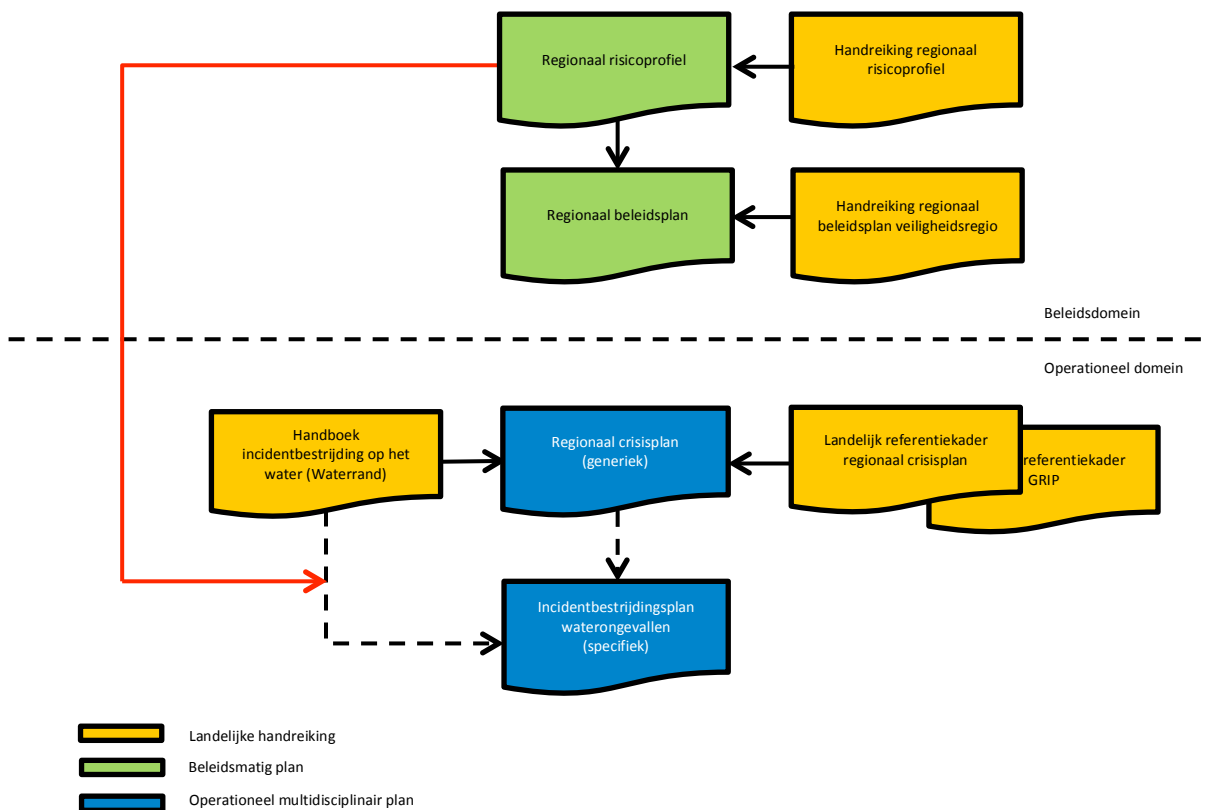 Regionaal risicoprofiel
Handreiking regionaal
risicoprofiel
Regionaal beleidsplan
Handreiking regionaal
beleidsplan veiligheidsregio
Beleidsdomein
Operationeel domein
Handboek
incidentbestrijding op het
water (Waterrand)
Regionaal crisisplan
(generiek)
Landelijk referentiekader
regionaal crisisplan
referentiekader
GRIP
Incidentbestrijdingsplan
waterongevallen
(specifiek)
Landelijke handreiking
Beleidsmatig plan
Operationeel multidisciplinair plan